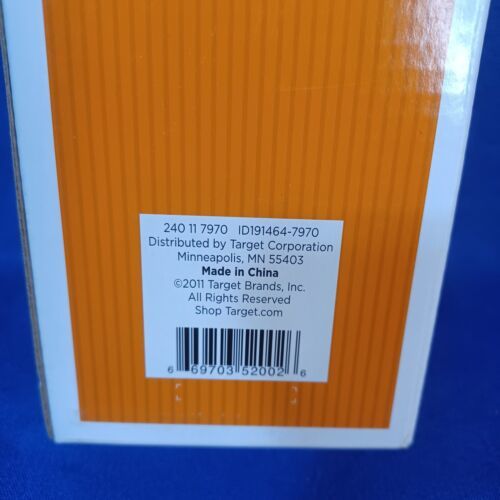 240 11 7970 ID191464-7970
Distributed by Target Corporation
Minneapolis, MN 55403
Made in China
©2011 Target Brands, Inc.
All Rights Reserved
Shop Target.com
6 69703 52002 6